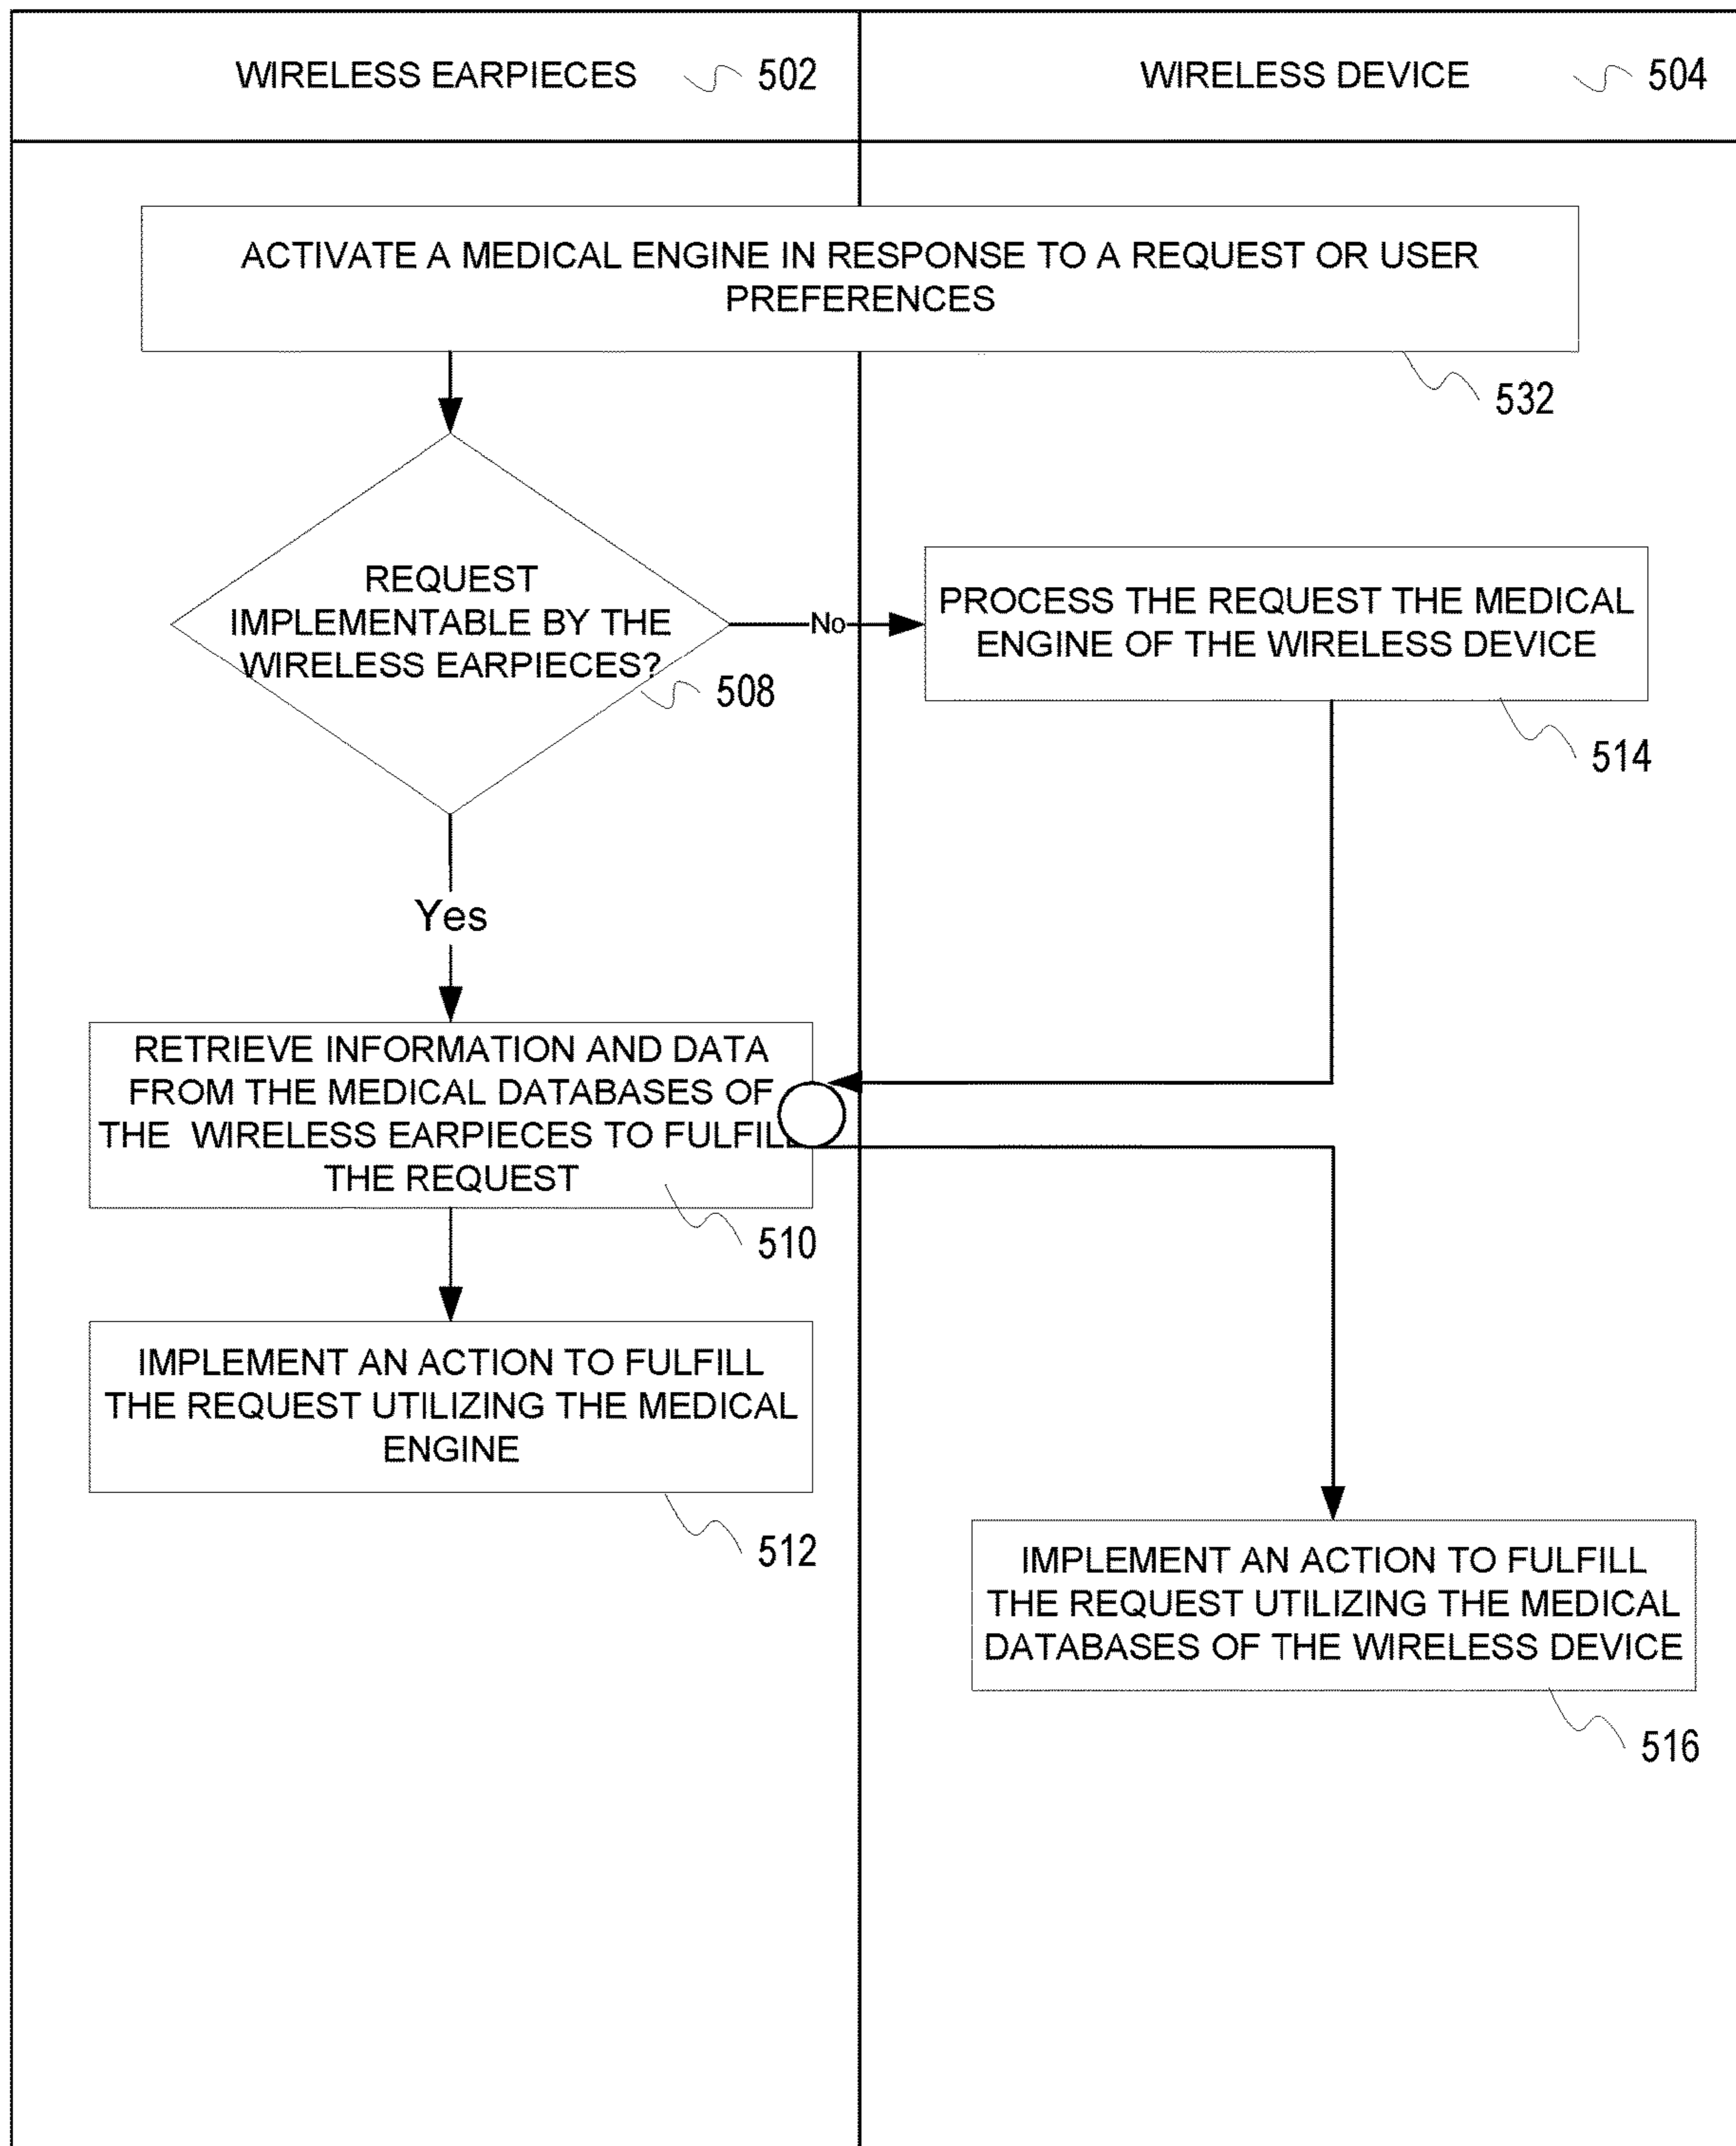 WIRELESS EARPIECES 502
WIRELESS DEVICE 504
ACTIVATE A MEDICAL ENGINE IN RESPONSE TO A REQUEST OR USER
PREFERENCES
532
REQUEST
IMPLEMENTABLE BY THE
WIRELESS EARPIECES?
508
No
PROCESS THE REQUEST THE MEDICAL
ENGINE OF THE WIRELESS DEVICE
514
Yes
RETRIEVE INFORMATION AND DATA
FROM THE MEDICAL DATABASES OF
THE WIRELESS EARPIECES TO FULFILL
THE REQUEST
510
IMPLEMENT AN ACTION TO FULFILL
THE REQUEST UTILIZING THE MEDICAL
ENGINE
512
IMPLEMENT AN ACTION TO FULFILL
THE REQUEST UTILIZING THE MEDICAL
DATABASES OF THE WIRELESS DEVICE
516